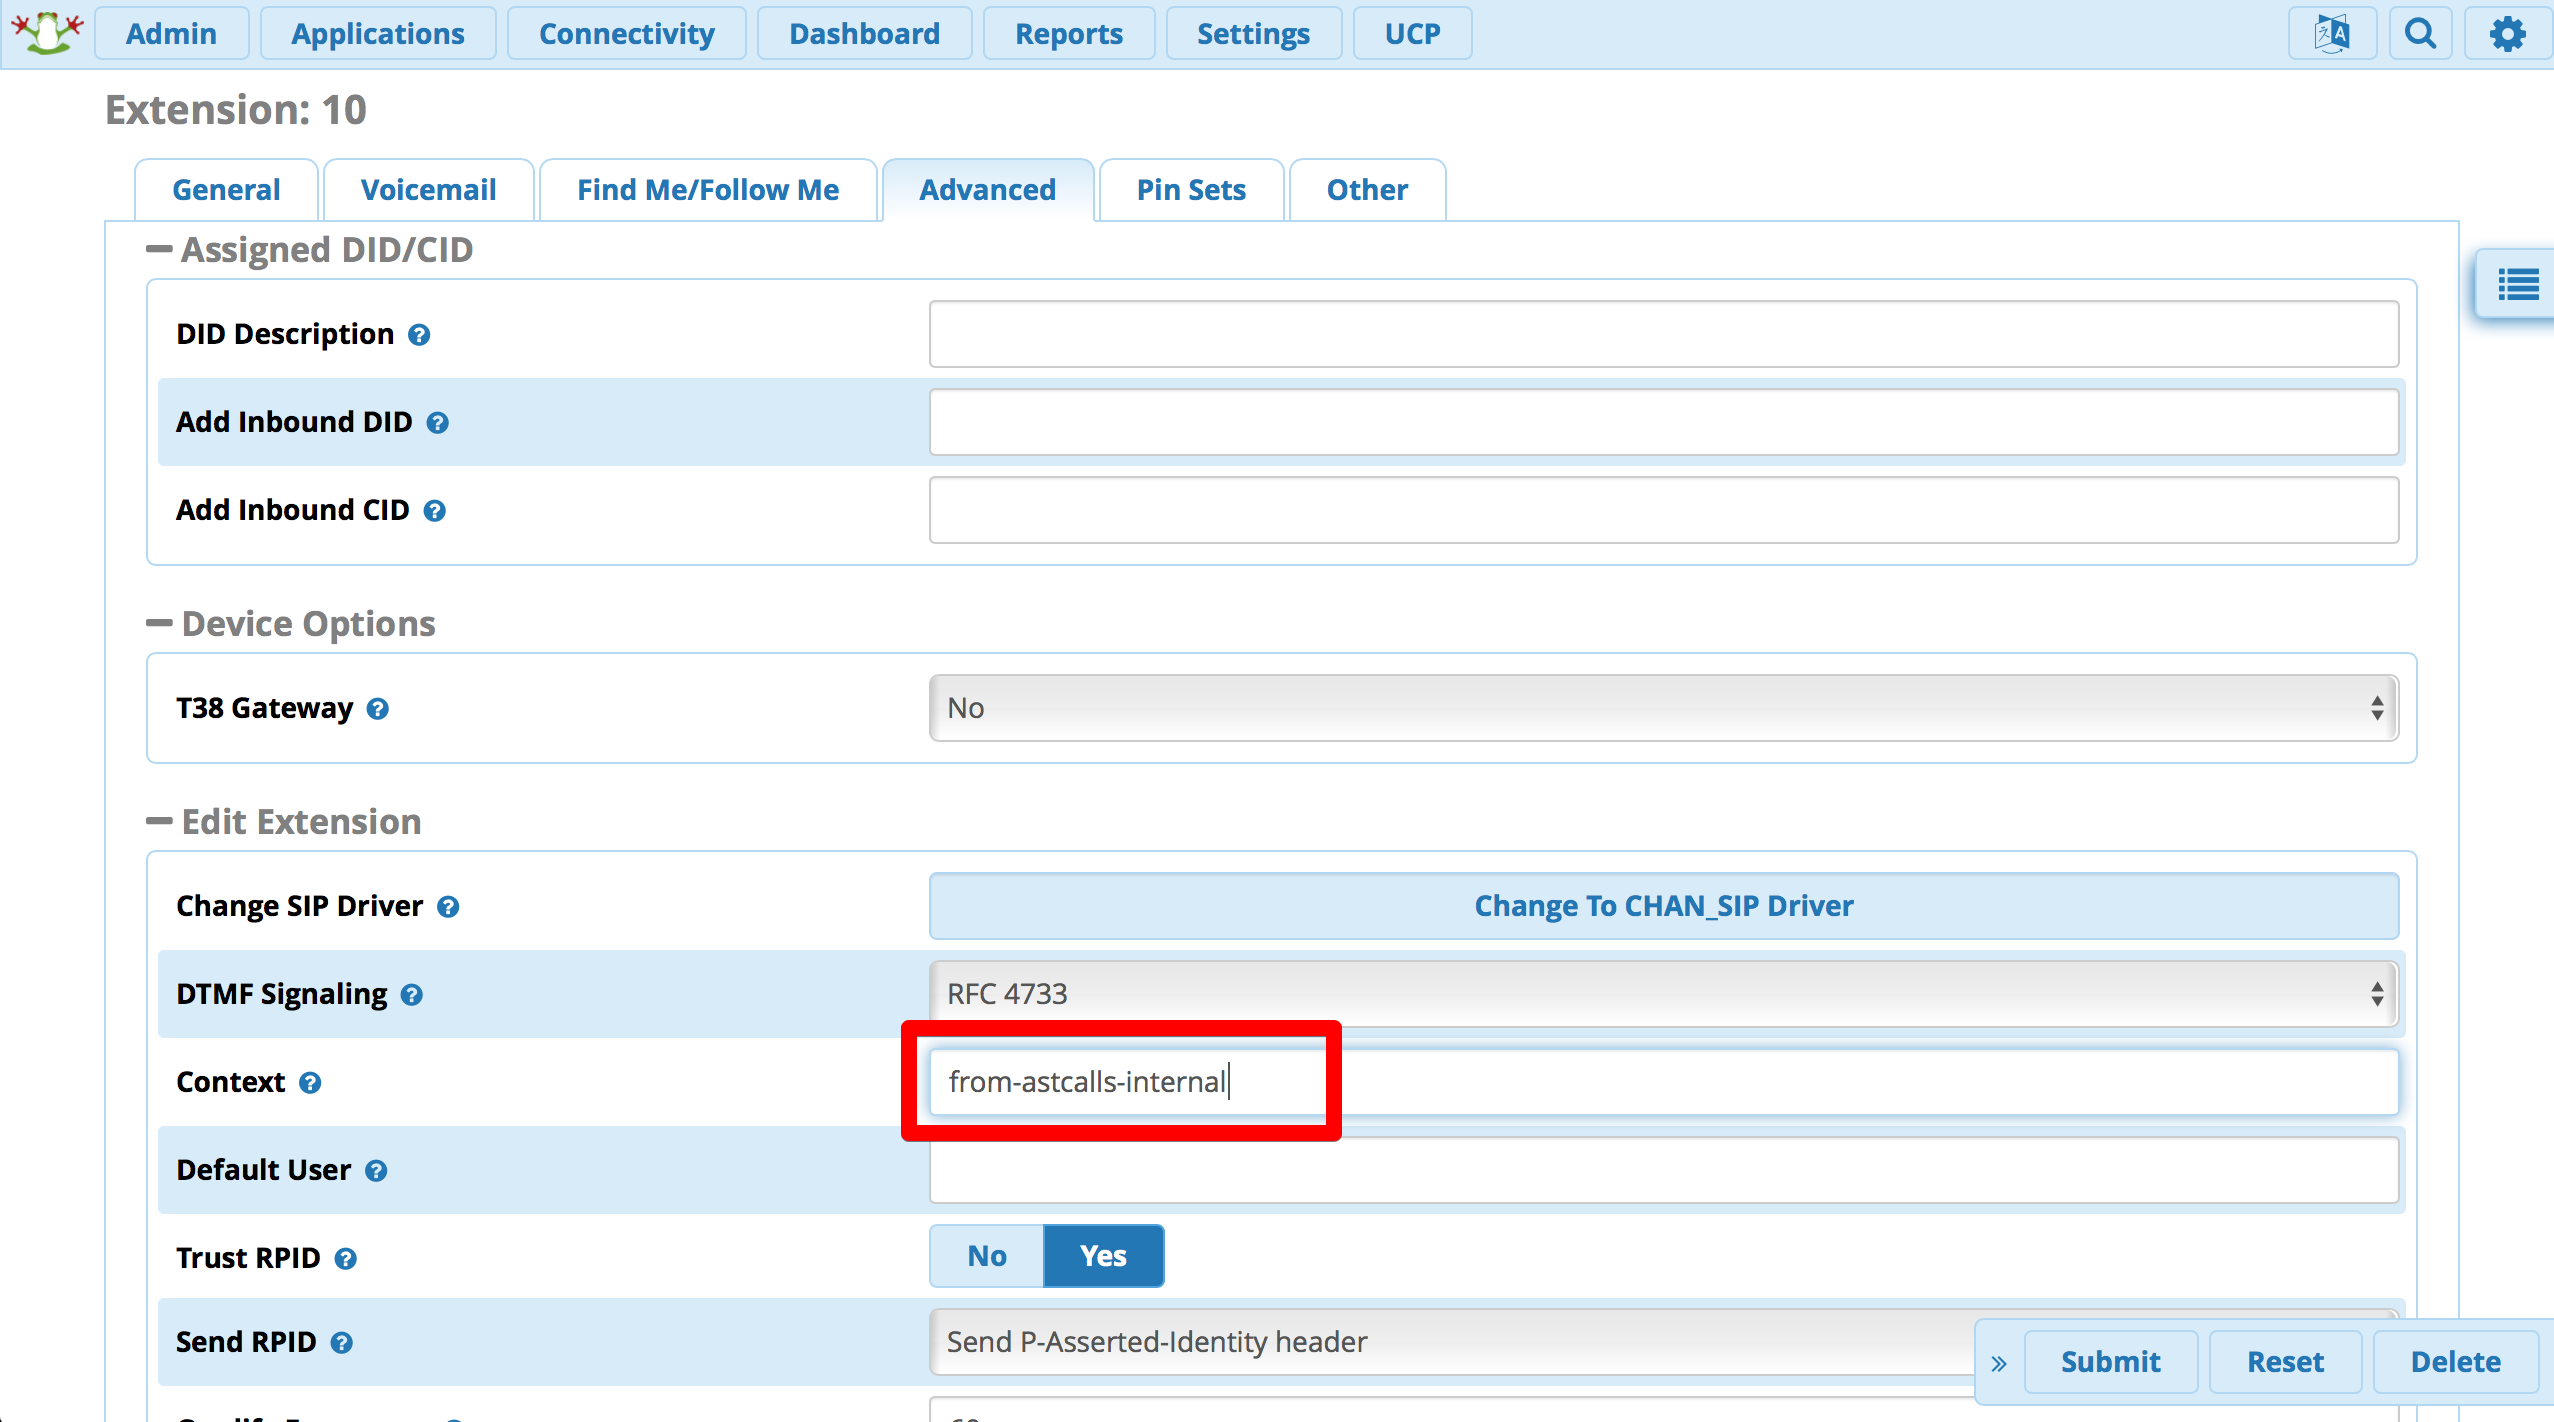 Admin Applications Connectivity Dashboard Reports Settings UCP
Extension: 10
General Voicemail Find Me/Follow Me Advanced Pin Sets Other
Assigned DID/CID
DID Description
Add Inbound DID
Add Inbound CID
Device Options
T38 Gateway No
Edit Extension
Change SIP Driver Change To CHAN_SIP Driver
DTMF Signaling RFC 4733
Context from-astcalls-internal
Default User
Trust RPID No Yes
Send RPID Send P-Asserted-Identity header
» Submit Reset Delete